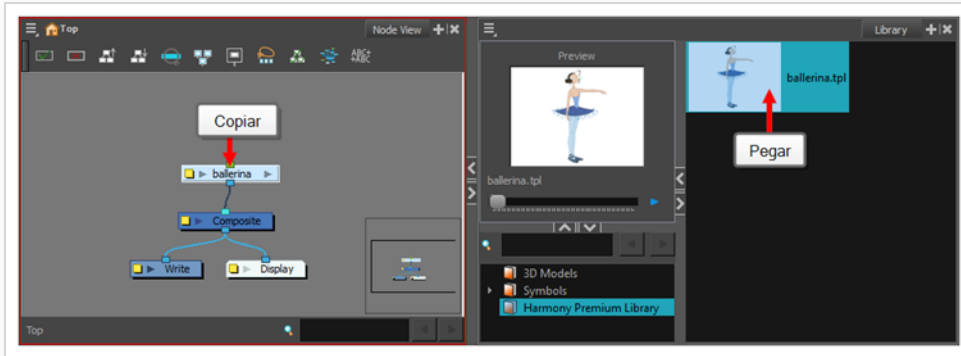 Top
Node View
ABC+
+ABC
Copiar
ballerina
Composite
Write
Display
Top
Library
Preview
ballerina.tpl
ballerina.tpl
Pegar
3D Models
Symbols
Harmony Premium Library